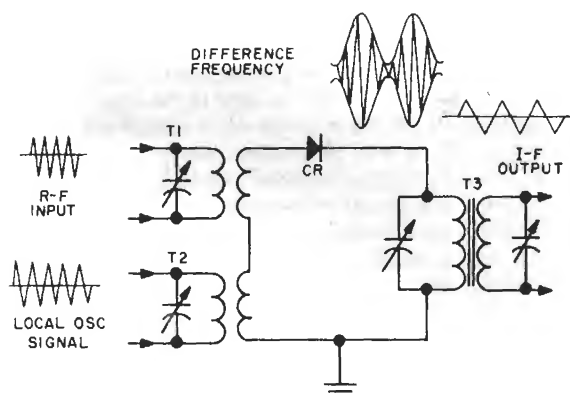 DIFFERENCE
FREQUENCY
T1
R-F
INPUT
CR
I-F
OUTPUT
T3
T2
LOCAL OSC
SIGNAL